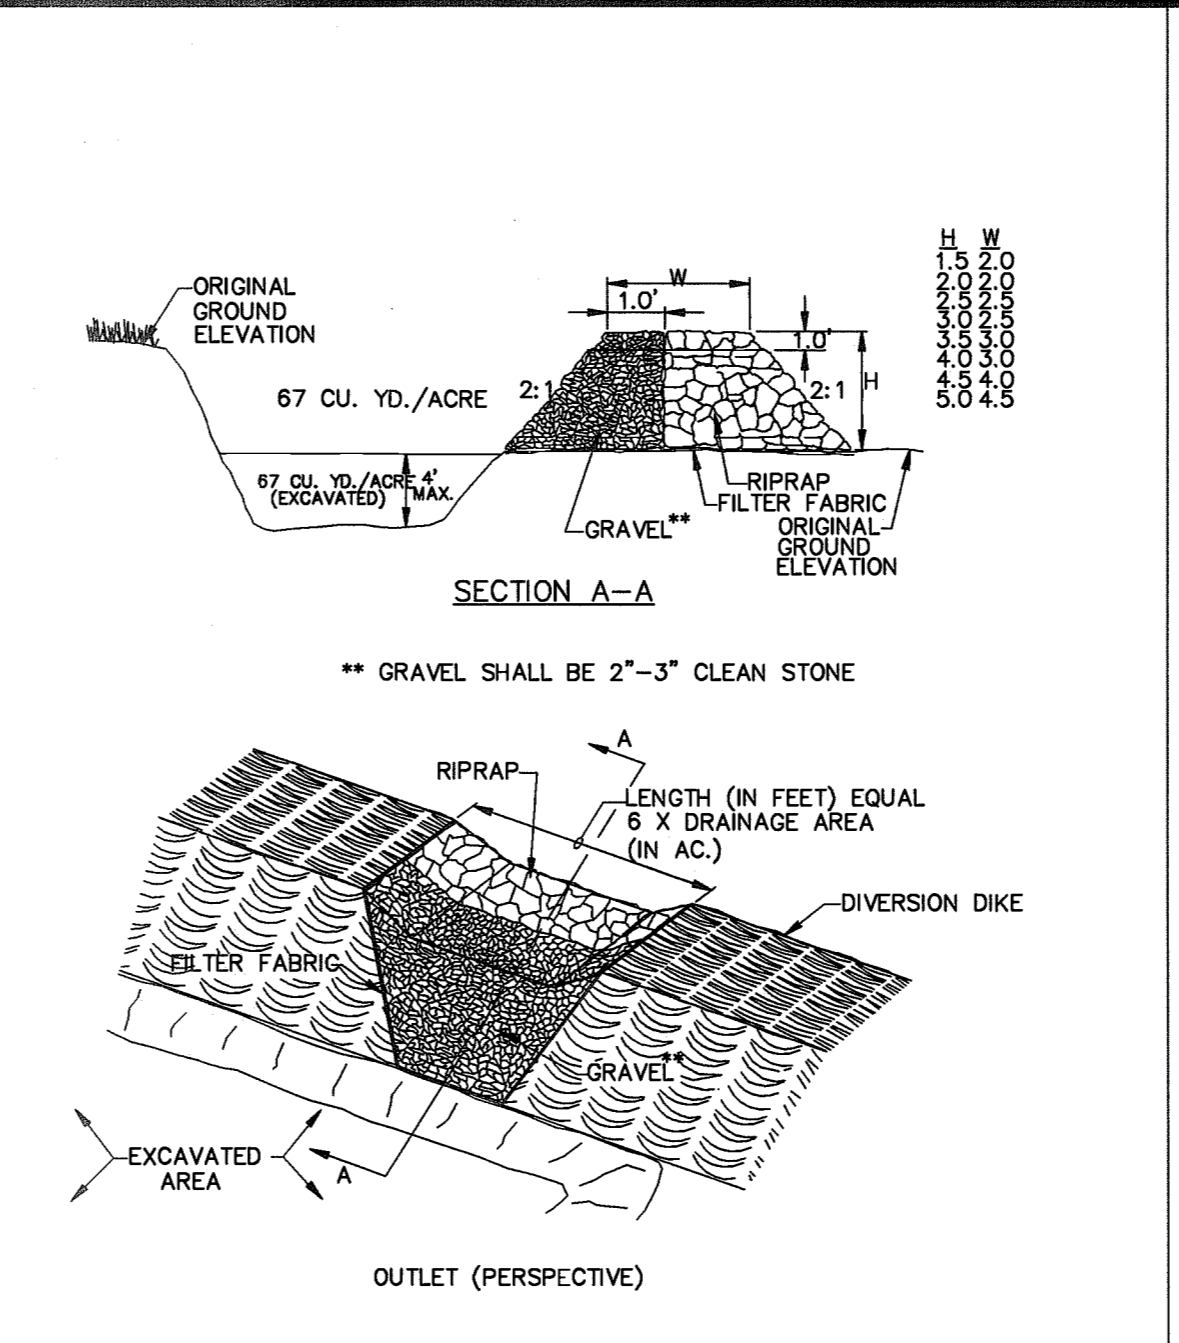 H W
1.5 2.0
2.0 2.0
2.5 2.5
3.0 2.5
3.5 3.0
4.0 3.0
4.5 4.0
5.0 4.5
ORIGINAL
GROUND
ELEVATION
W
1.0'
1.0'
H
67 CU. YD./ACRE
2:1
2:1
67 CU. YD./ACRE
(EXCAVATED)
4'
MAX.
RIPRAP
FILTER FABRIC
GRAVEL**
ORIGINAL
GROUND
ELEVATION
SECTION A-A
** GRAVEL SHALL BE 2"-3" CLEAN STONE
A
RIPRAP
LENGTH (IN FEET) EQUAL
6 X DRAINAGE AREA
(IN AC.)
DIVERSION DIKE
FILTER FABRIC
GRAVEL**
EXCAVATED
AREA
A
OUTLET (PERSPECTIVE)